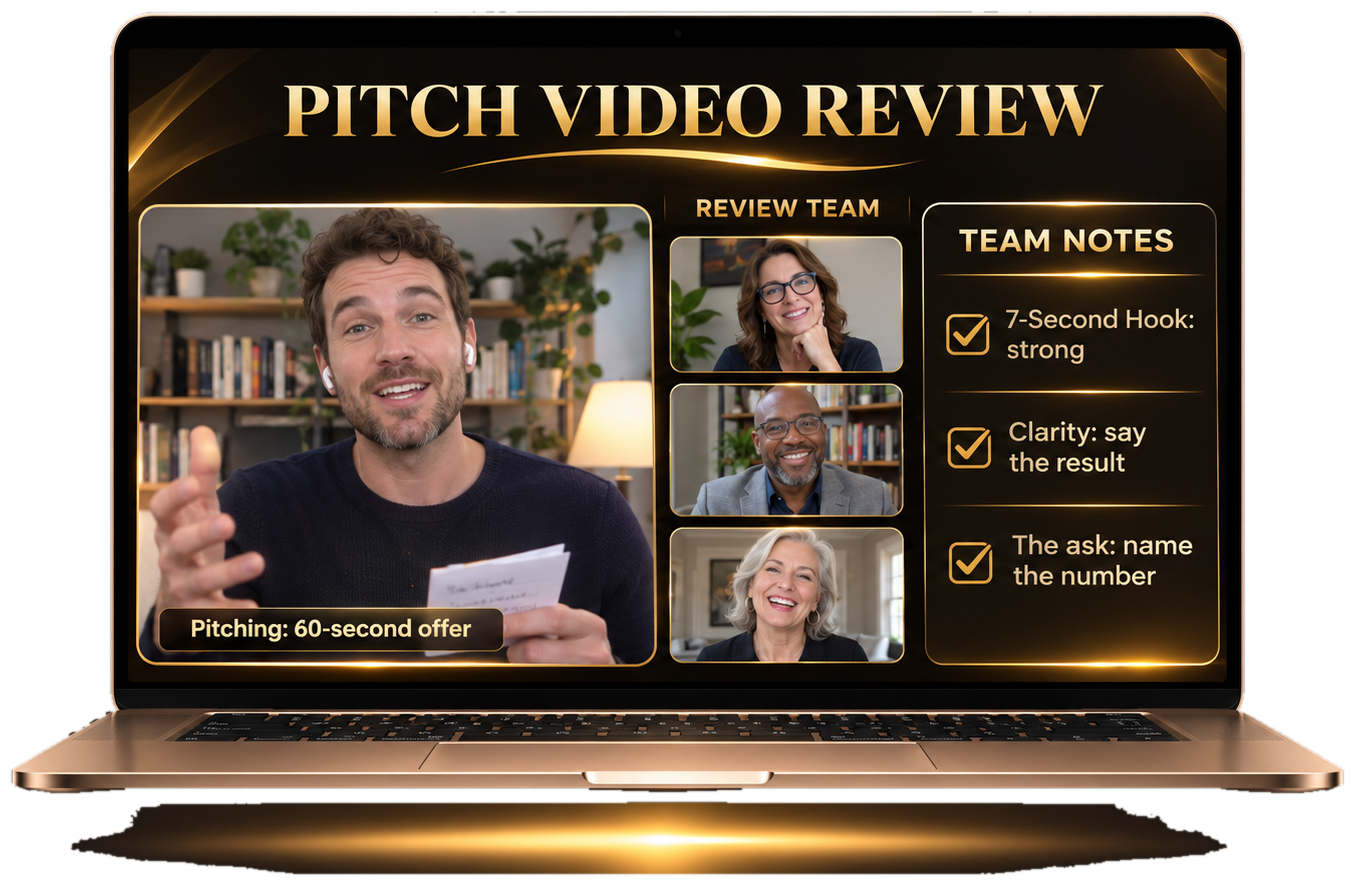 PITCH VIDEO REVIEW
Pitching: 60-second offer
REVIEW TEAM
TEAM NOTES
7-Second Hook:
strong
Clarity: say
the result
The ask: name
the number